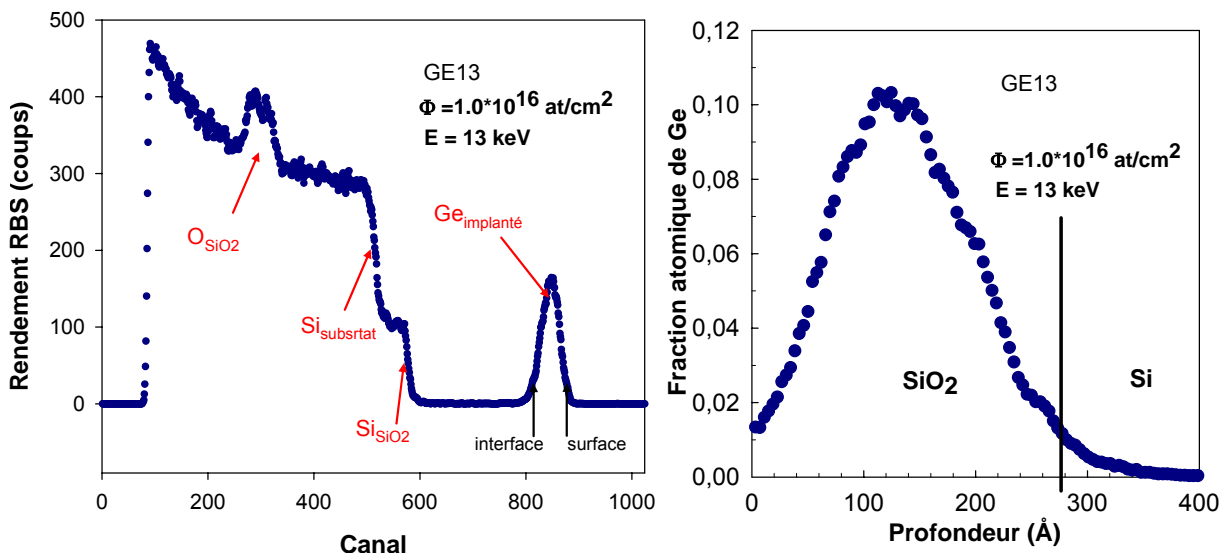 500
400
300
200
100
0
0
200
400
600
800
1000
Rendement RBS (coups)
Canal
GE13
Φ=1.0*10^16 at/cm^2
E = 13 keV
O_SiO2
Si_subsrtat
Si_SiO2
Ge_implanté
interface
surface
0,12
0,10
0,08
0,06
0,04
0,02
0,00
0
100
200
300
400
Fraction atomique de Ge
Profondeur (Å)
GE13
Φ=1.0*10^16 at/cm^2
E = 13 keV
SiO2
Si